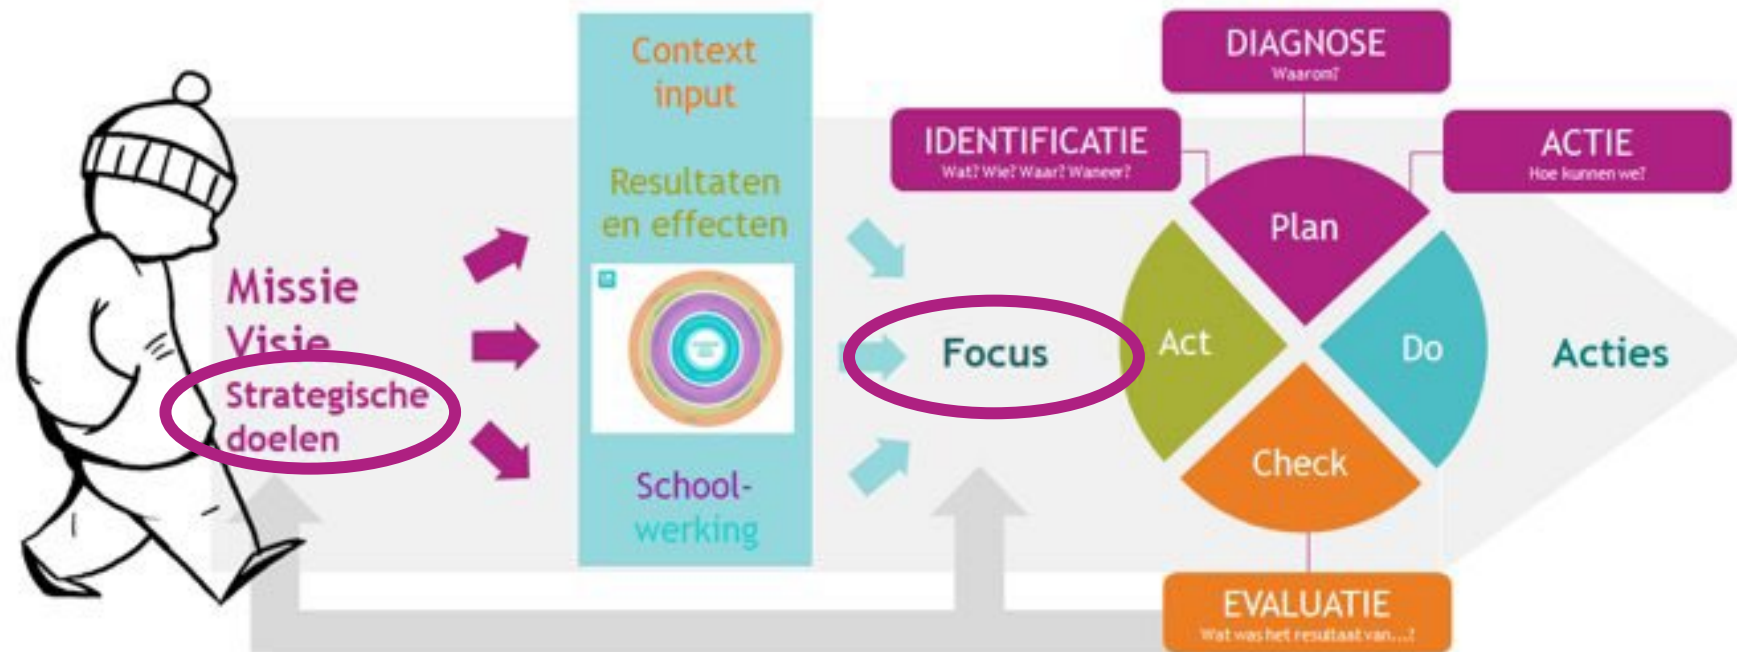 Missie
Visie
Strategische
doelen
Context
input
Resultaten
en effecten
School-
werking
Focus
IDENTIFICATIE
Wat? Wie? Waar? Waneer?
DIAGNOSE
Waarom?
ACTIE
Hoe kunnen we?
Plan
Act
Do
Check
EVALUATIE
Wat was het resultaat van...?
Acties